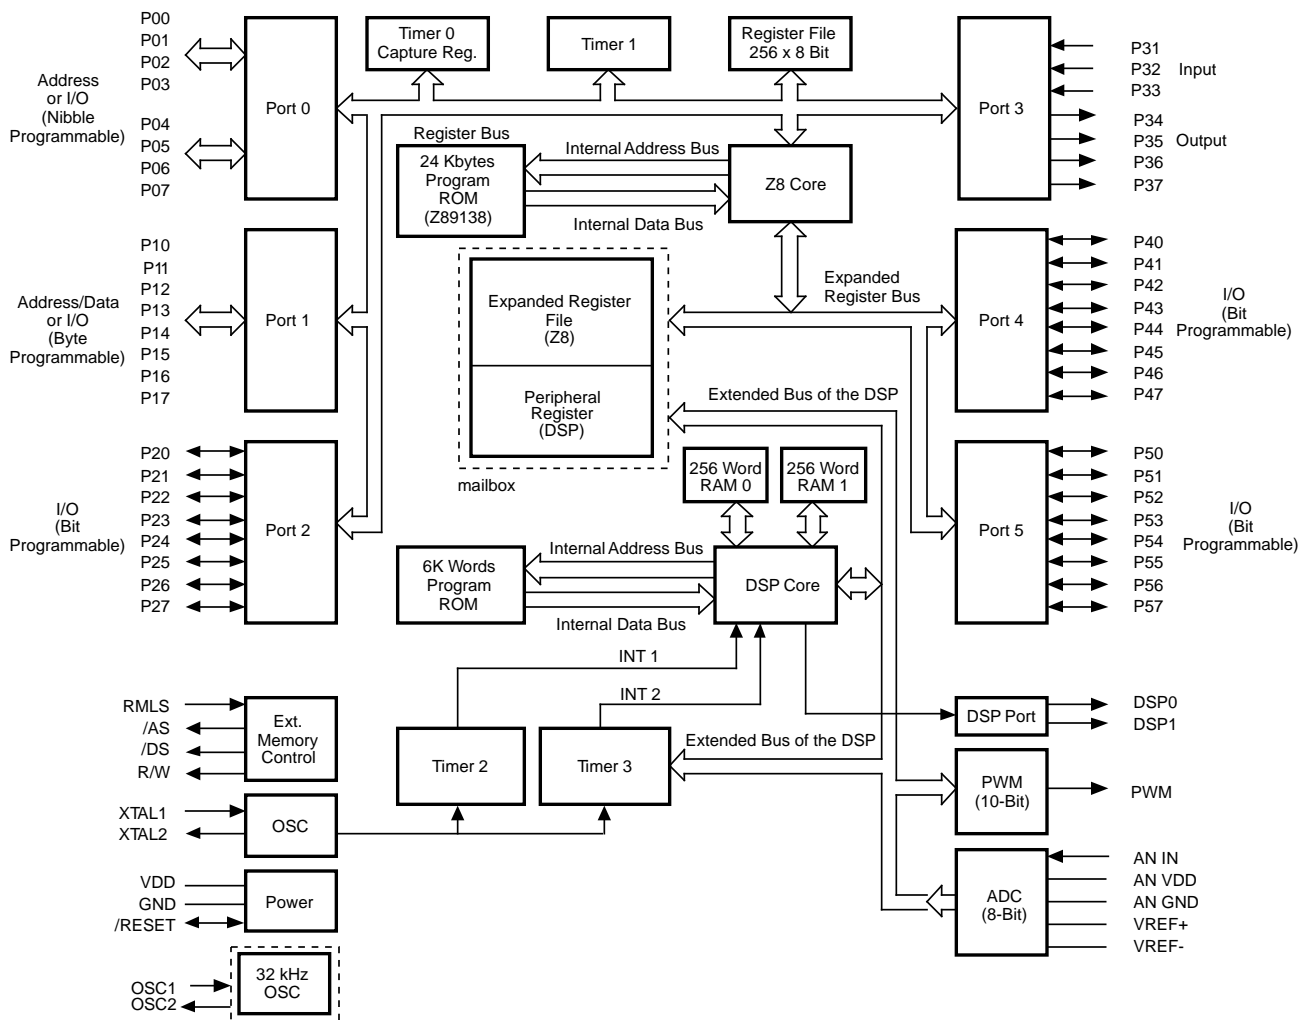 P00
P01
P02
P03
Address
or I/O
(Nibble
Programmable)
P04
P05
P06
P07
Port 0
Timer 0
Capture Reg.
Timer 1
Register File
256 x 8 Bit
Port 3
P31
P32
P33
Input
P34
P35
P36
P37
Output
Register Bus
24 Kbytes
Program
ROM
(Z89138)
Internal Address Bus
Internal Data Bus
Z8 Core
P10
P11
P12
P13
P14
P15
P16
P17
Address/Data
or I/O
(Byte
Programmable)
Port 1
Expanded Register
File
(Z8)
Peripheral
Register
(DSP)
mailbox
Expanded
Register Bus
Extended Bus of the DSP
Port 4
P40
P41
P42
P43
P44
P45
P46
P47
I/O
(Bit
Programmable)
P20
P21
P22
P23
P24
P25
P26
P27
I/O
(Bit
Programmable)
Port 2
256 Word
RAM 0
256 Word
RAM 1
6K Words
Program
ROM
Internal Address Bus
Internal Data Bus
DSP Core
Port 5
P50
P51
P52
P53
P54
P55
P56
P57
I/O
(Bit
Programmable)
INT 1
INT 2
RMLS
/AS
/DS
R/W
Ext.
Memory
Control
Timer 2
Timer 3
Extended Bus of the DSP
DSP Port
DSP0
DSP1
PWM
(10-Bit)
PWM
XTAL1
XTAL2
OSC
VDD
GND
/RESET
Power
ADC
(8-Bit)
AN IN
AN VDD
AN GND
VREF+
VREF-
OSC1
OSC2
32 kHz
OSC